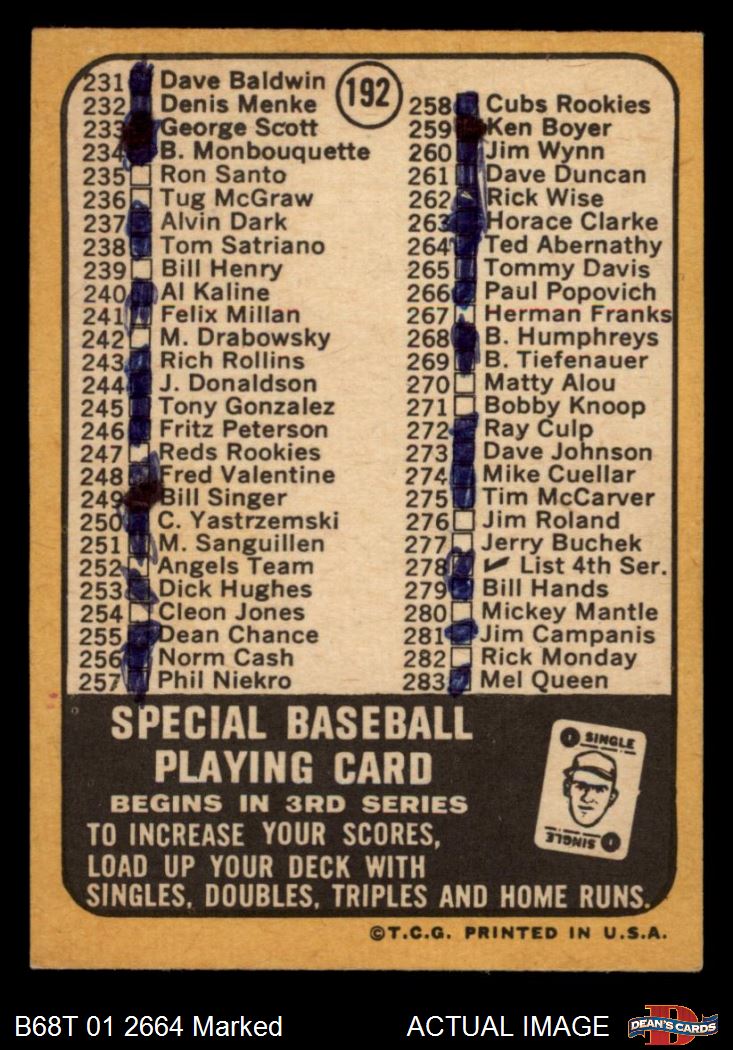 192
231 Dave Baldwin
232 Denis Menke
233 George Scott
234 B. Monbouquette
235 Ron Santo
236 Tug McGraw
237 Alvin Dark
238 Tom Satriano
239 Bill Henry
240 Al Kaline
241 Felix Millan
242 M. Drabowsky
243 Rich Rollins
244 J. Donaldson
245 Tony Gonzalez
246 Fritz Peterson
247 Reds Rookies
248 Fred Valentine
249 Bill Singer
250 C. Yastrzemski
251 M. Sanguillen
252 Angels Team
253 Dick Hughes
254 Cleon Jones
255 Dean Chance
256 Norm Cash
257 Phil Niekro
258 Cubs Rookies
259 Ken Boyer
260 Jim Wynn
261 Dave Duncan
262 Rick Wise
263 Horace Clarke
264 Ted Abernathy
265 Tommy Davis
266 Paul Popovich
267 Herman Franks
268 B. Humphreys
269 B. Tiefenauer
270 Matty Alou
271 Bobby Knoop
272 Ray Culp
273 Dave Johnson
274 Mike Cuellar
275 Tim McCarver
276 Jim Roland
277 Jerry Buchek
278 ✓ List 4th Ser.
279 Bill Hands
280 Mickey Mantle
281 Jim Campanis
282 Rick Monday
283 Mel Queen
SPECIAL BASEBALL
PLAYING CARD
BEGINS IN 3RD SERIES
TO INCREASE YOUR SCORES,
LOAD UP YOUR DECK WITH
SINGLES, DOUBLES, TRIPLES AND HOME RUNS.
SINGLE
SINGLE
©T.C.G. PRINTED IN U.S.A.
B68T 01 2664 Marked
ACTUAL IMAGE
DEAN'S CARDS